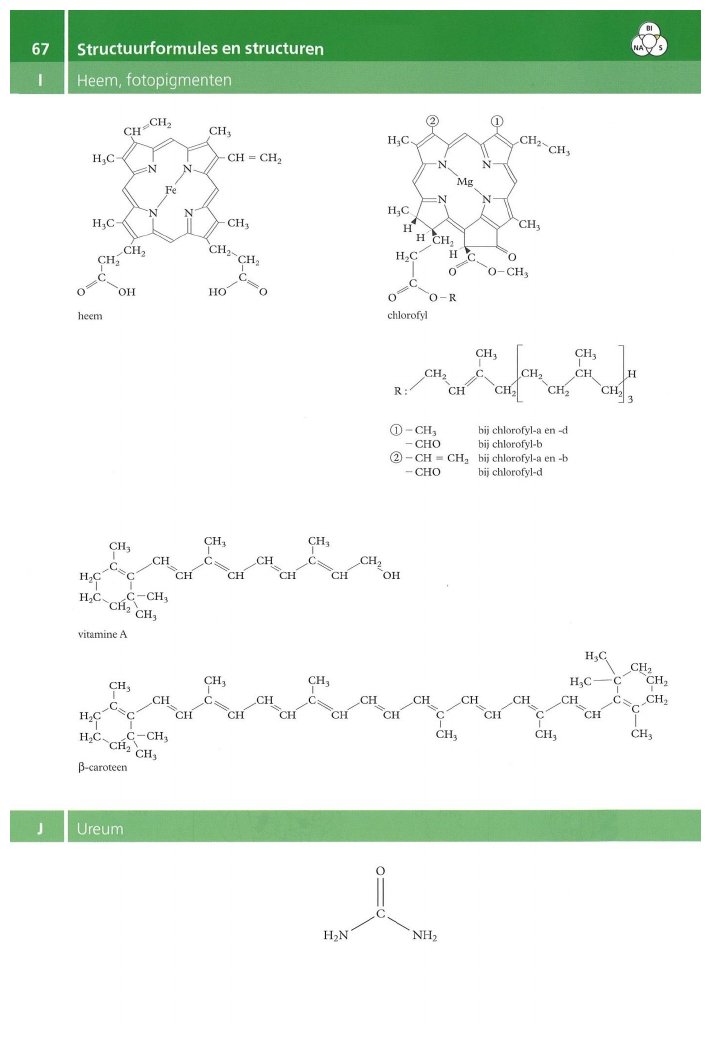 67 Structuurformules en structuren
BI
NA S
I Heem, fotopigmenten
CH CH₂
CH₃
H₃C
CH = CH₂
N N
Fe
N N
H₃C
CH₃
CH₂
CH₂
CH₂
CH₂
C
C
O
OH
HO
O
heem
② ①
H₃C
CH₂
CH₃
N N
Mg
N N
H₃C
H
H
CH₂
CH₃
H₂C
H
O
C
O
O – CH₃
C
O
O – R
chlorofyl
CH₃
CH₃
CH₂
C
CH₂
CH
H
R :
CH
CH₂
CH₂
CH₂
3
① – CH₃ bij chlorofyl-a en -d
– CHO bij chlorofyl-b
② – CH = CH₂ bij chlorofyl-a en -b
– CHO bij chlorofyl-d
CH₃ CH₃ CH₃
C CH C CH C CH₂
H₂C C CH CH CH CH OH
H₂C C – CH₃
CH₂ CH₃
vitamine A
H₃C CH₂
CH₃ CH₃ CH₃ H₃C C CH₂
C CH C CH C CH CH CH CH C CH₂
H₂C C CH CH CH CH CH C CH C CH C
H₂C C – CH₃ CH₃ CH₃ CH₃
CH₂ CH₃
β-caroteen
J Ureum
O
C
H₂N NH₂